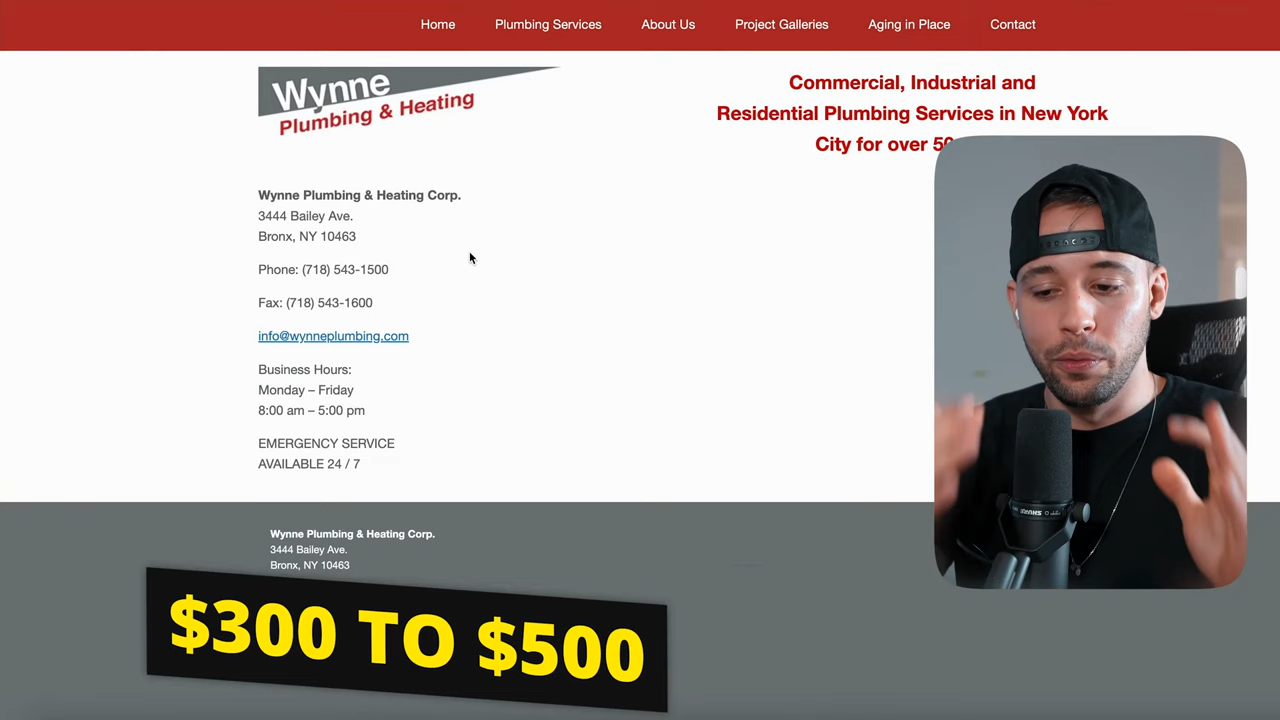 Home
Plumbing Services
About Us
Project Galleries
Aging in Place
Contact
Wynne
Plumbing & Heating
Commercial, Industrial and
Residential Plumbing Services in New York
City for over
Wynne Plumbing & Heating Corp.
3444 Bailey Ave.
Bronx, NY 10463
Phone: (718) 543-1500
Fax: (718) 543-1600
info@wynneplumbing.com
Business Hours:
Monday – Friday
8:00 am – 5:00 pm
EMERGENCY SERVICE
AVAILABLE 24 / 7
Wynne Plumbing & Heating Corp.
3444 Bailey Ave.
Bronx, NY 10463
$300 TO $500
SHURE